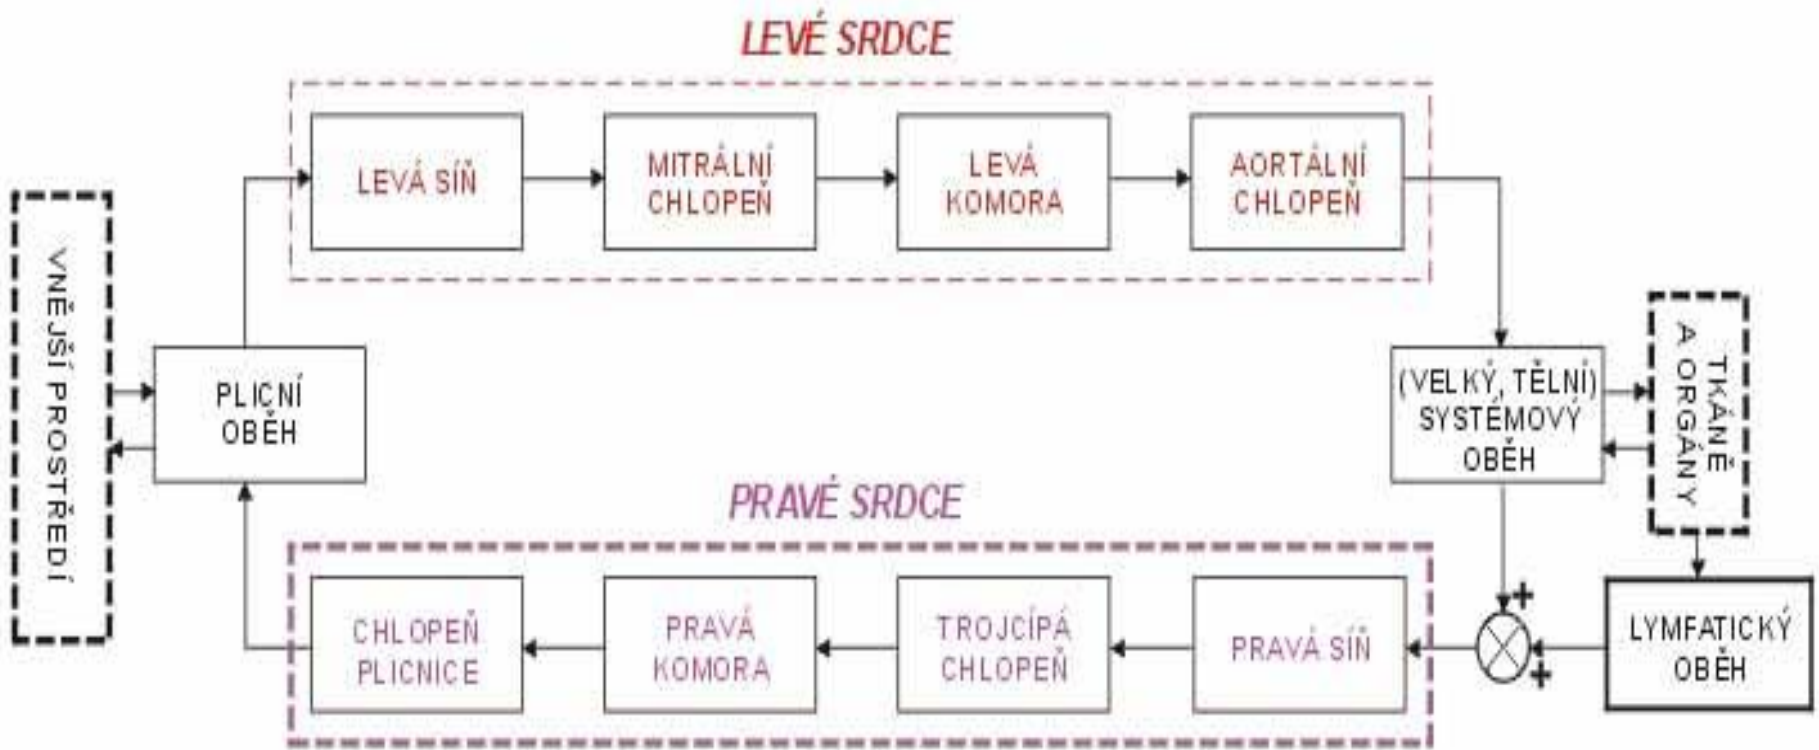 LEVÉ SRDCE
LEVÁ SÍŇ
MITRÁLNÍ
CHLOPEŇ
LEVÁ
KOMORA
AORTÁLNÍ
CHLOPEŇ
VNĚJŠÍ PROSTŘEDÍ
PLICNÍ
OBĚH
(VELKÝ, TĚLNÍ)
SYSTÉMOVÝ
OBĚH
TKÁNĚ
A ORGÁNY
PRAVÉ SRDCE
CHLOPEŇ
PLICNICE
PRAVÁ
KOMORA
TROJCÍPÁ
CHLOPEŇ
PRAVÁ SÍŇ
+
+
LYMFATICKÝ
OBĚH